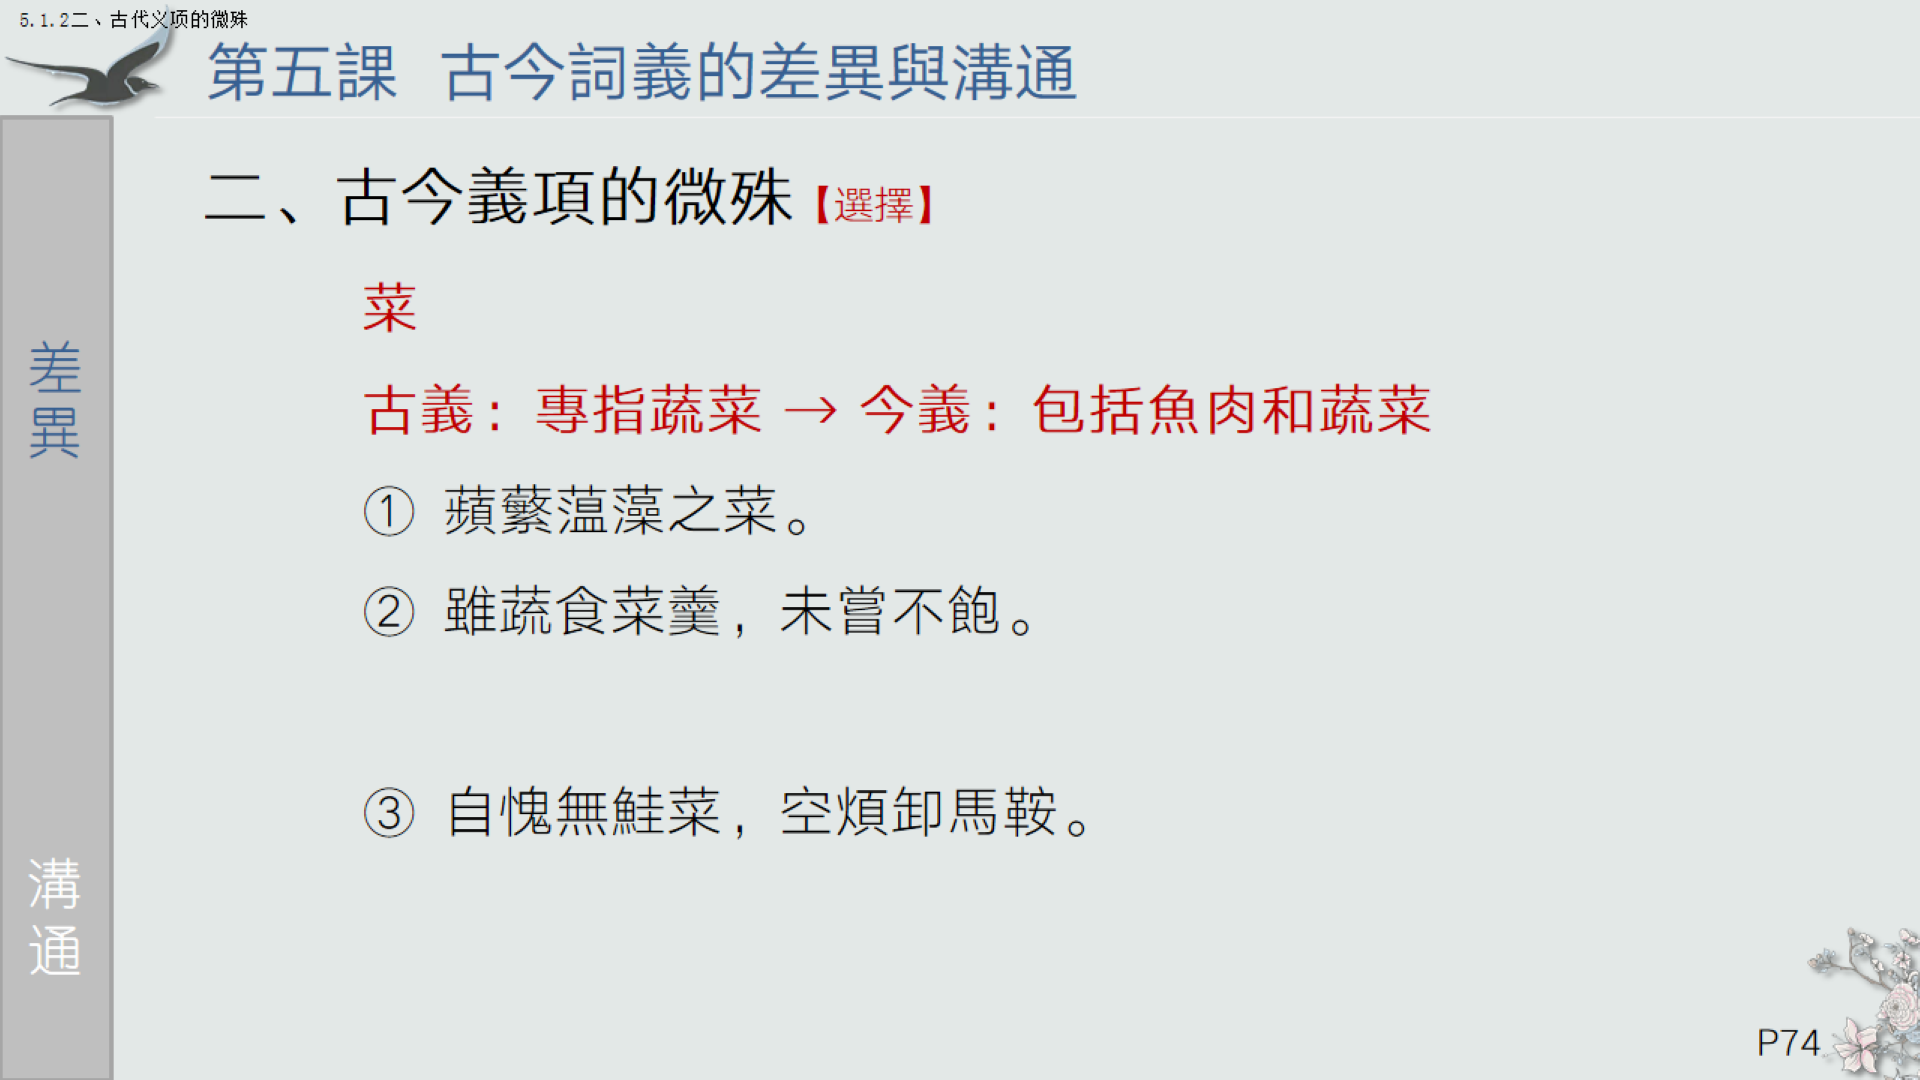 5.1.2二、古代义项的微殊
第五課 古今詞義的差異與溝通
差異
溝通
二、古今義項的微殊【選擇】
菜
古義：專指蔬菜 → 今義：包括魚肉和蔬菜
① 蘋蘩薀藻之菜。
② 雖蔬食菜羹，未嘗不飽。
③ 自愧無鮭菜，空煩卸馬鞍。
P74